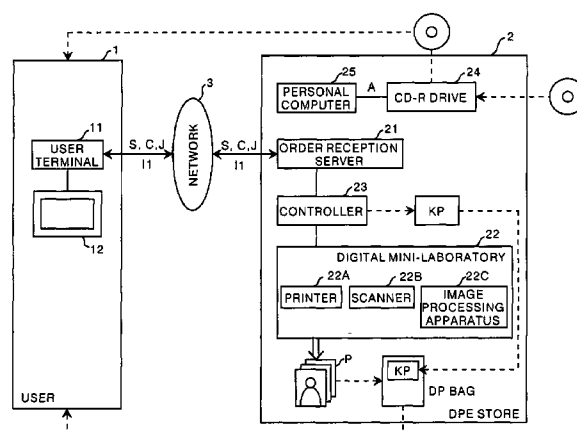 1
2
3
25
A
24
PERSONAL
COMPUTER
CD-R DRIVE
11
USER
TERMINAL
S, C, J
I1
NETWORK
S, C, J
I1
21
ORDER RECEPTION
SERVER
12
23
CONTROLLER
KP
22
DIGITAL MINI-LABORATORY
22A
PRINTER
22B
SCANNER
22C
IMAGE
PROCESSING
APPARATUS
P
KP
DP BAG
USER
DPE STORE